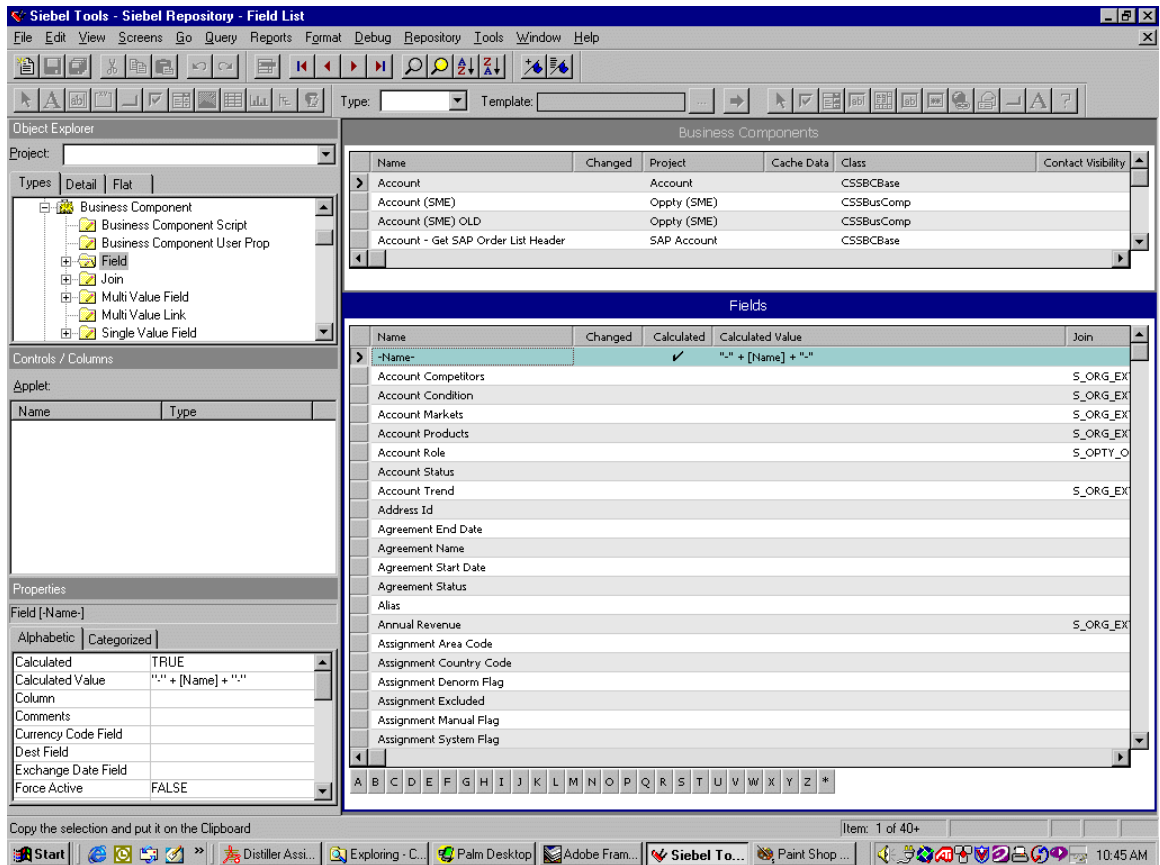 Siebel Tools - Siebel Repository - Field List
File Edit View Screens Go Query Reports Format Debug Repository Tools Window Help
Type: Template:
Object Explorer
Project:
Types Detail Flat
Business Component
Business Component Script
Business Component User Prop
Field
Join
Multi Value Field
Multi Value Link
Single Value Field
Controls / Columns
Applet:
Name Type
Properties
Field [-Name-]
Alphabetic Categorized
Calculated TRUE
Calculated Value "-" + [Name] + "-"
Column
Comments
Currency Code Field
Dest Field
Exchange Date Field
Force Active FALSE
Business Components
Name Changed Project Cache Data Class Contact Visibility
Account Account CSSBCBase
Account (SME) Oppty (SME) CSSBusComp
Account (SME) OLD Oppty (SME) CSSBusComp
Account - Get SAP Order List Header SAP Account CSSBCBase
Fields
Name Changed Calculated Calculated Value Join
-Name- ✓ "-" + [Name] + "-"
Account Competitors S_ORG_EX
Account Condition S_ORG_EX
Account Markets S_ORG_EX
Account Products S_ORG_EX
Account Role S_OPTY_O
Account Status
Account Trend S_ORG_EX
Address Id
Agreement End Date
Agreement Name
Agreement Start Date
Agreement Status
Alias
Annual Revenue S_ORG_EX
Assignment Area Code
Assignment Country Code
Assignment Denorm Flag
Assignment Excluded
Assignment Manual Flag
Assignment System Flag
A B C D E F G H I J K L M N O P Q R S T U V W X Y Z *
Copy the selection and put it on the Clipboard Item: 1 of 40+
Start » Distiller Assi... Exploring - C... Palm Desktop Adobe Fram... Siebel To... Paint Shop ... 10:45 AM